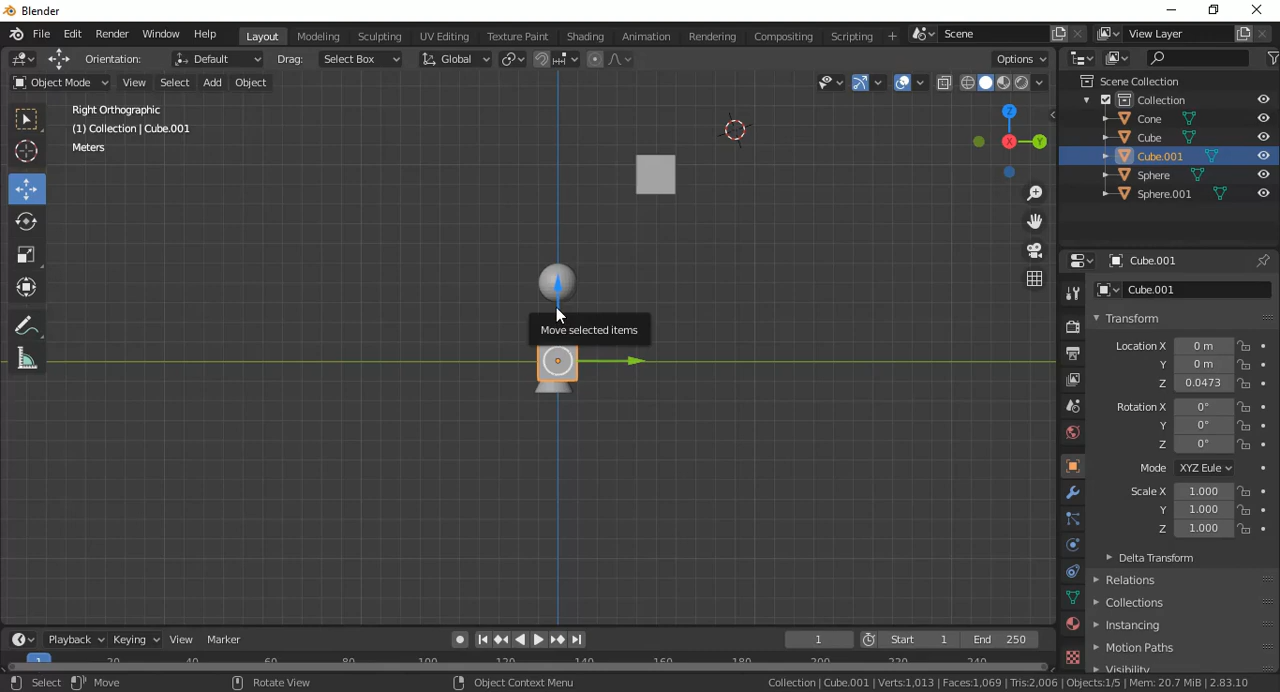 Blender
File Edit Render Window Help Layout Modeling Sculpting UV Editing Texture Paint Shading Animation Rendering Compositing Scripting + Scene View Layer
Orientation: Default Drag: Select Box Global Options
Object Mode View Select Add Object
Right Orthographic
(1) Collection | Cube.001
Meters
Z
X
Y
Move selected items
Scene Collection
Collection
Cone
Cube
Cube.001
Sphere
Sphere.001
Cube.001
Cube.001
Transform
Location X 0 m
Y 0 m
Z 0.0473
Rotation X 0°
Y 0°
Z 0°
Mode XYZ Eule
Scale X 1.000
Y 1.000
Z 1.000
Delta Transform
Relations
Collections
Instancing
Motion Paths
Visibility
Playback Keying View Marker 1 Start 1 End 250
1 20 40 60 80 100 120 140 160 180 200 220 240
Select Move Rotate View Object Context Menu Collection | Cube.001 | Verts:1,013 | Faces:1,069 | Tris:2,006 | Objects:1/5 | Mem: 20.7 MiB | 2.83.10